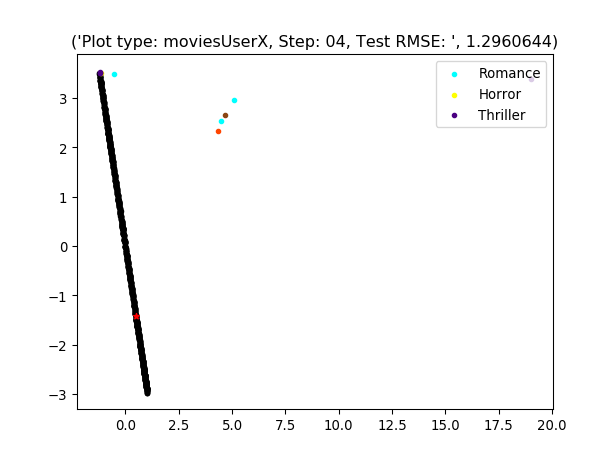 ('Plot type: moviesUserX, Step: 04, Test RMSE: ', 1.2960644)
Romance
Horror
Thriller
3
2
1
0
−1
−2
−3
0.0 2.5 5.0 7.5 10.0 12.5 15.0 17.5 20.0